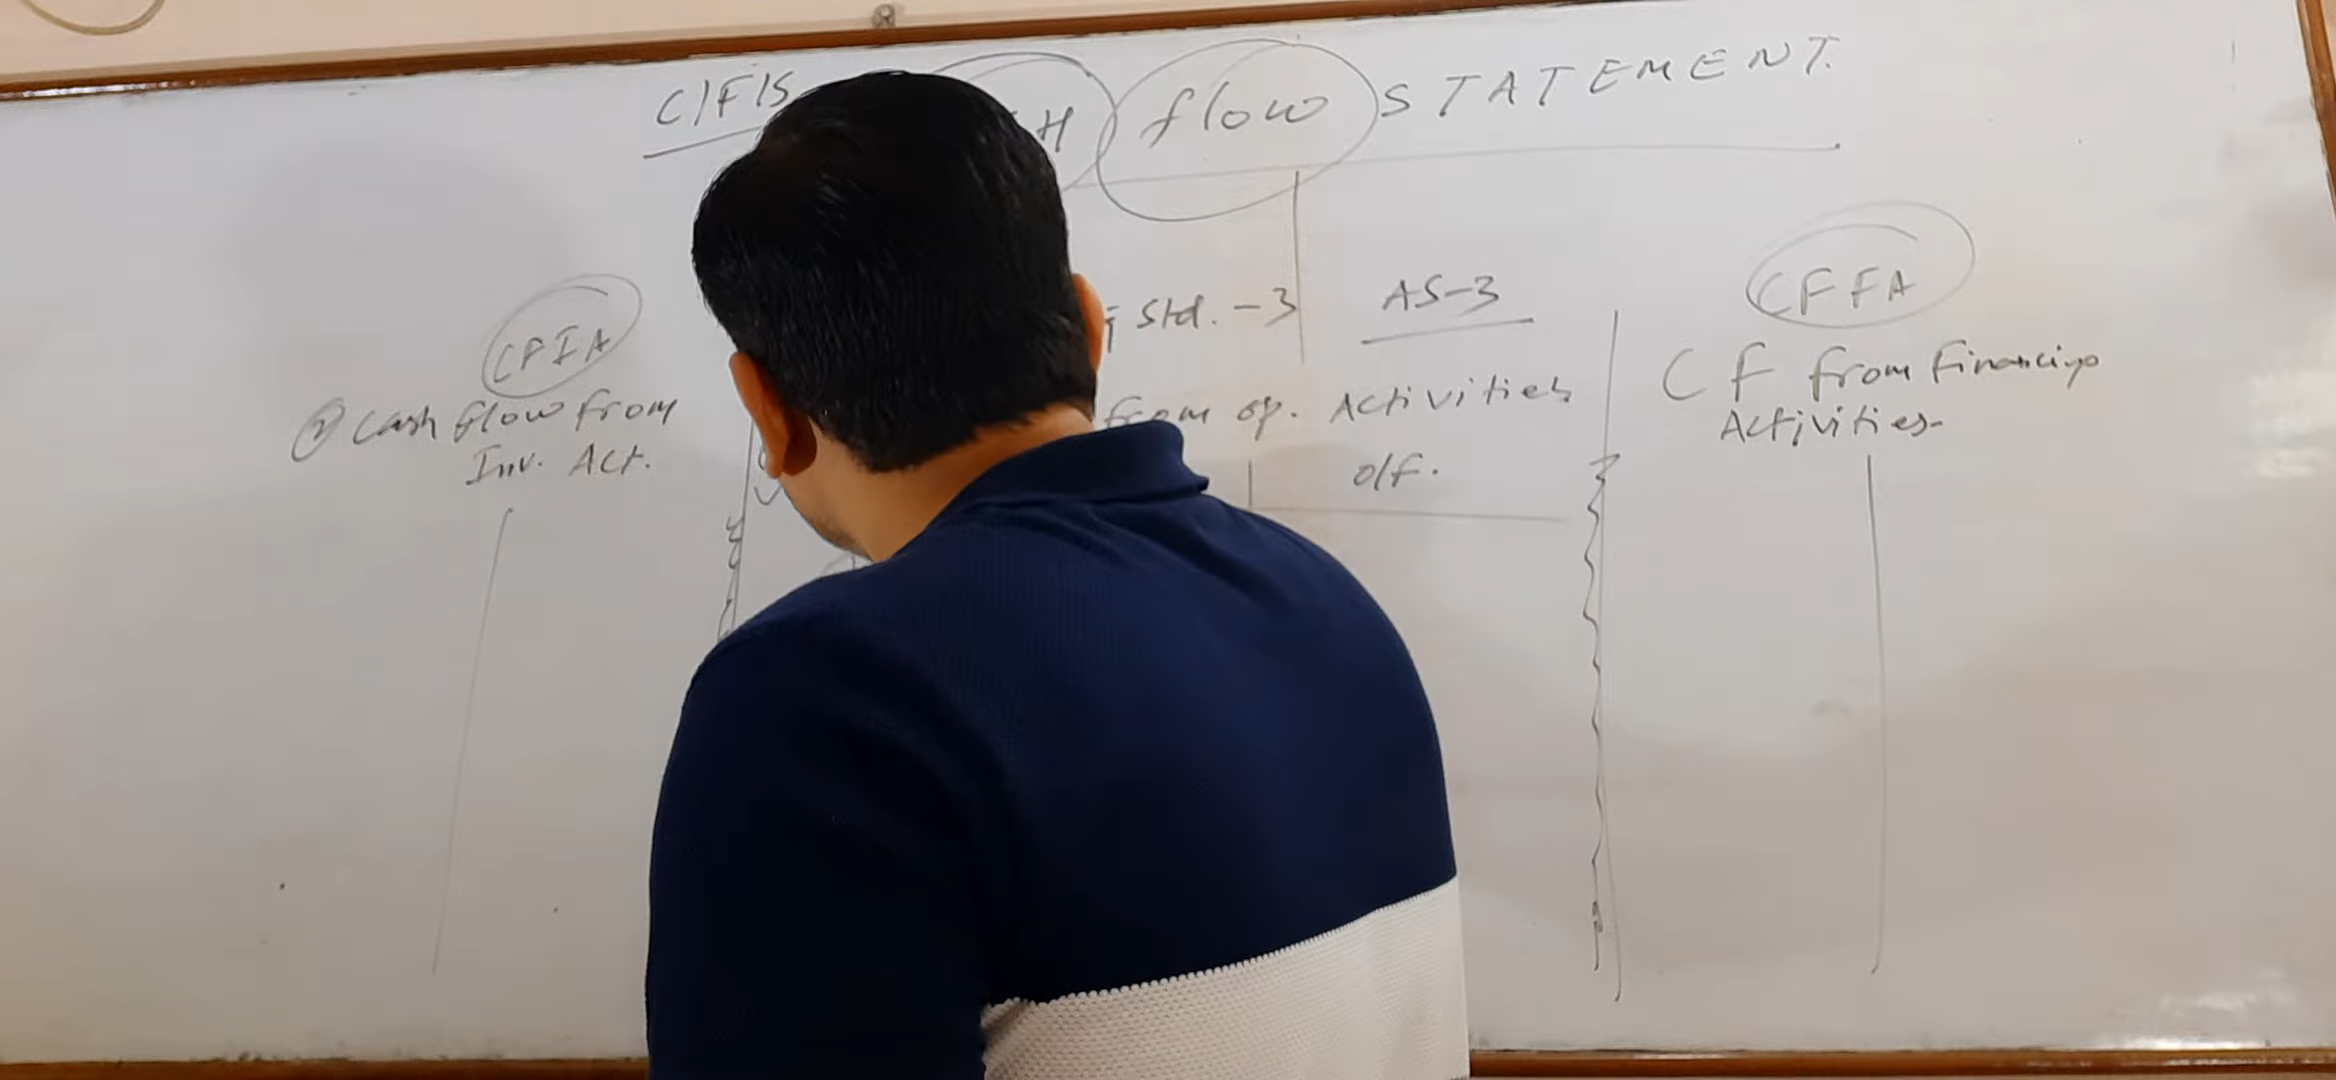 C/F/S H flow STATEMENT.
Std. - 3 AS-3
CFIA
② Cash flow from
Inv. Act.
from op. Activities
o/f.
CFFA
CF from Financing
Activities-